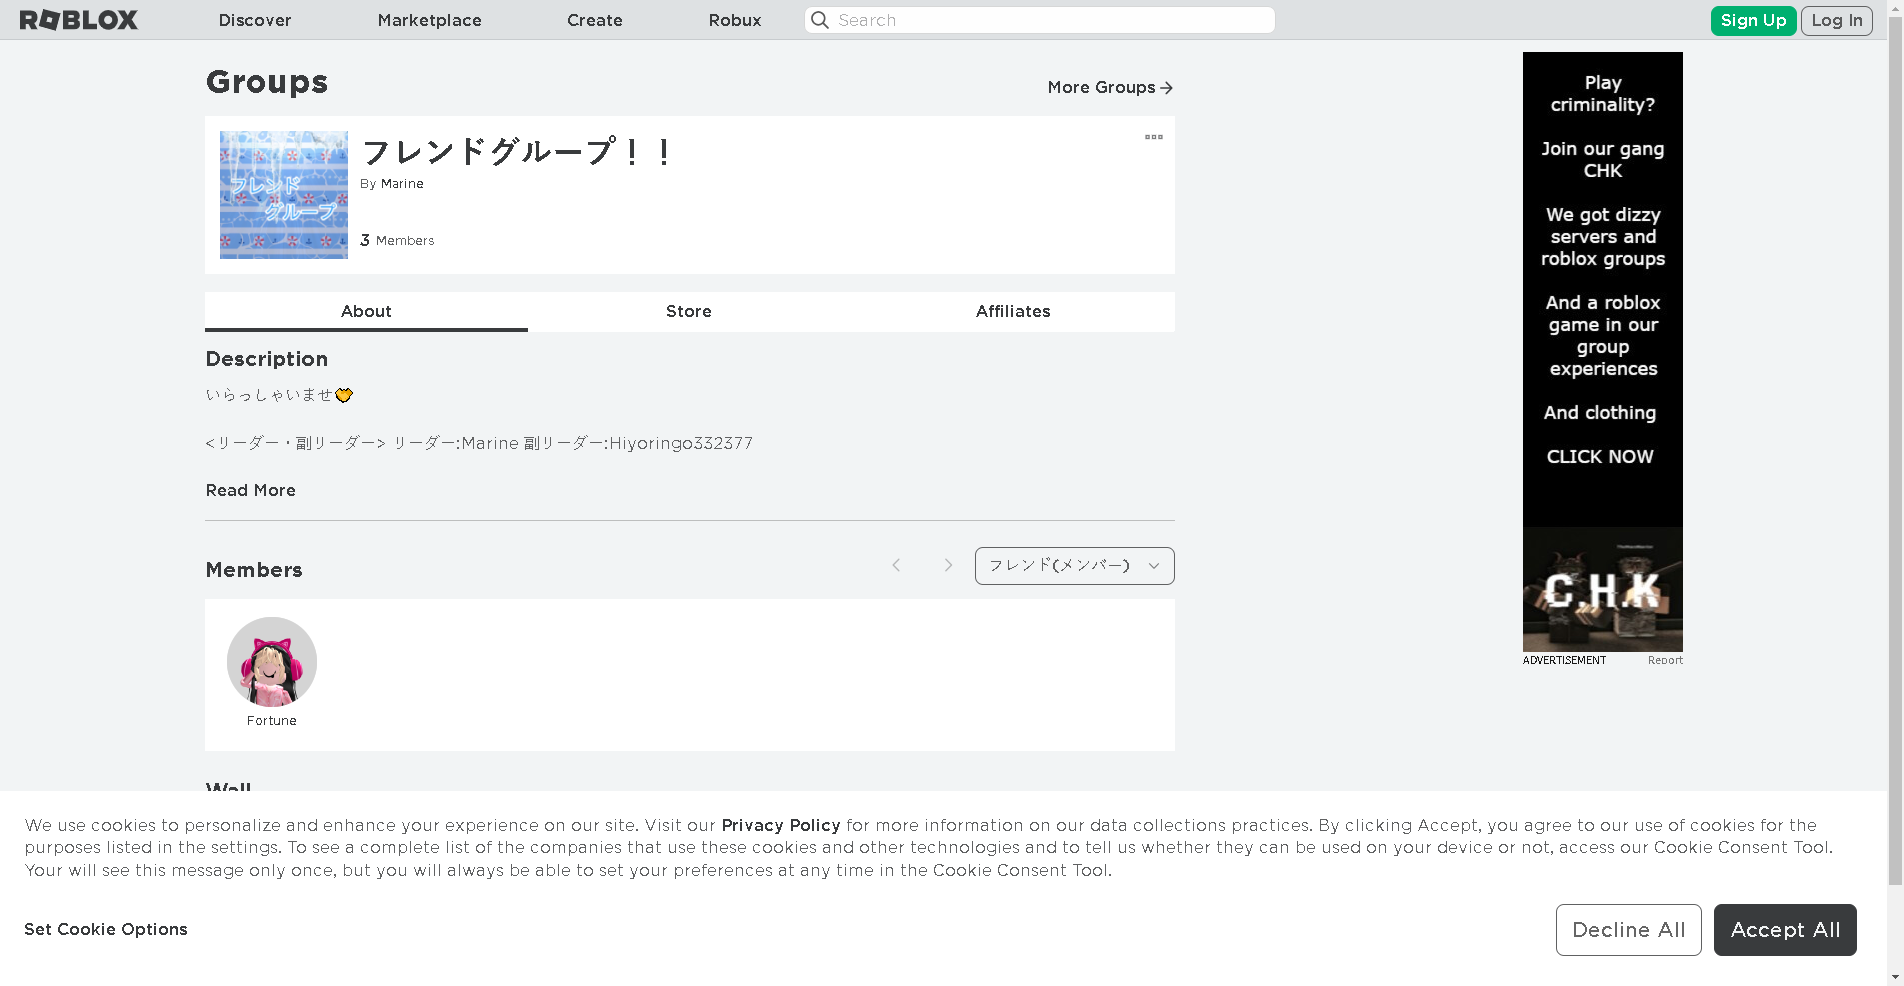 ROBLOX
Discover
Marketplace
Create
Robux
Search
Sign Up
Log In
Groups
More Groups
フレンドグループ！！
By Marine
3 Members
フレンド
グループ
About
Store
Affiliates
Description
いらっしゃいませ💛
<リーダー・副リーダー> リーダー:Marine 副リーダー:Hiyoringo332377
Read More
Members
フレンド(メンバー)
Fortune
Wall
Play
criminality?
Join our gang
CHK
We got dizzy
servers and
roblox groups
And a roblox
game in our
group
experiences
And clothing
CLICK NOW
C.H.K
ADVERTISEMENT
Report
We use cookies to personalize and enhance your experience on our site. Visit our Privacy Policy for more information on our data collections practices. By clicking Accept, you agree to our use of cookies for the
purposes listed in the settings. To see a complete list of the companies that use these cookies and other technologies and to tell us whether they can be used on your device or not, access our Cookie Consent Tool.
Your will see this message only once, but you will always be able to set your preferences at any time in the Cookie Consent Tool.
Set Cookie Options
Decline All
Accept All